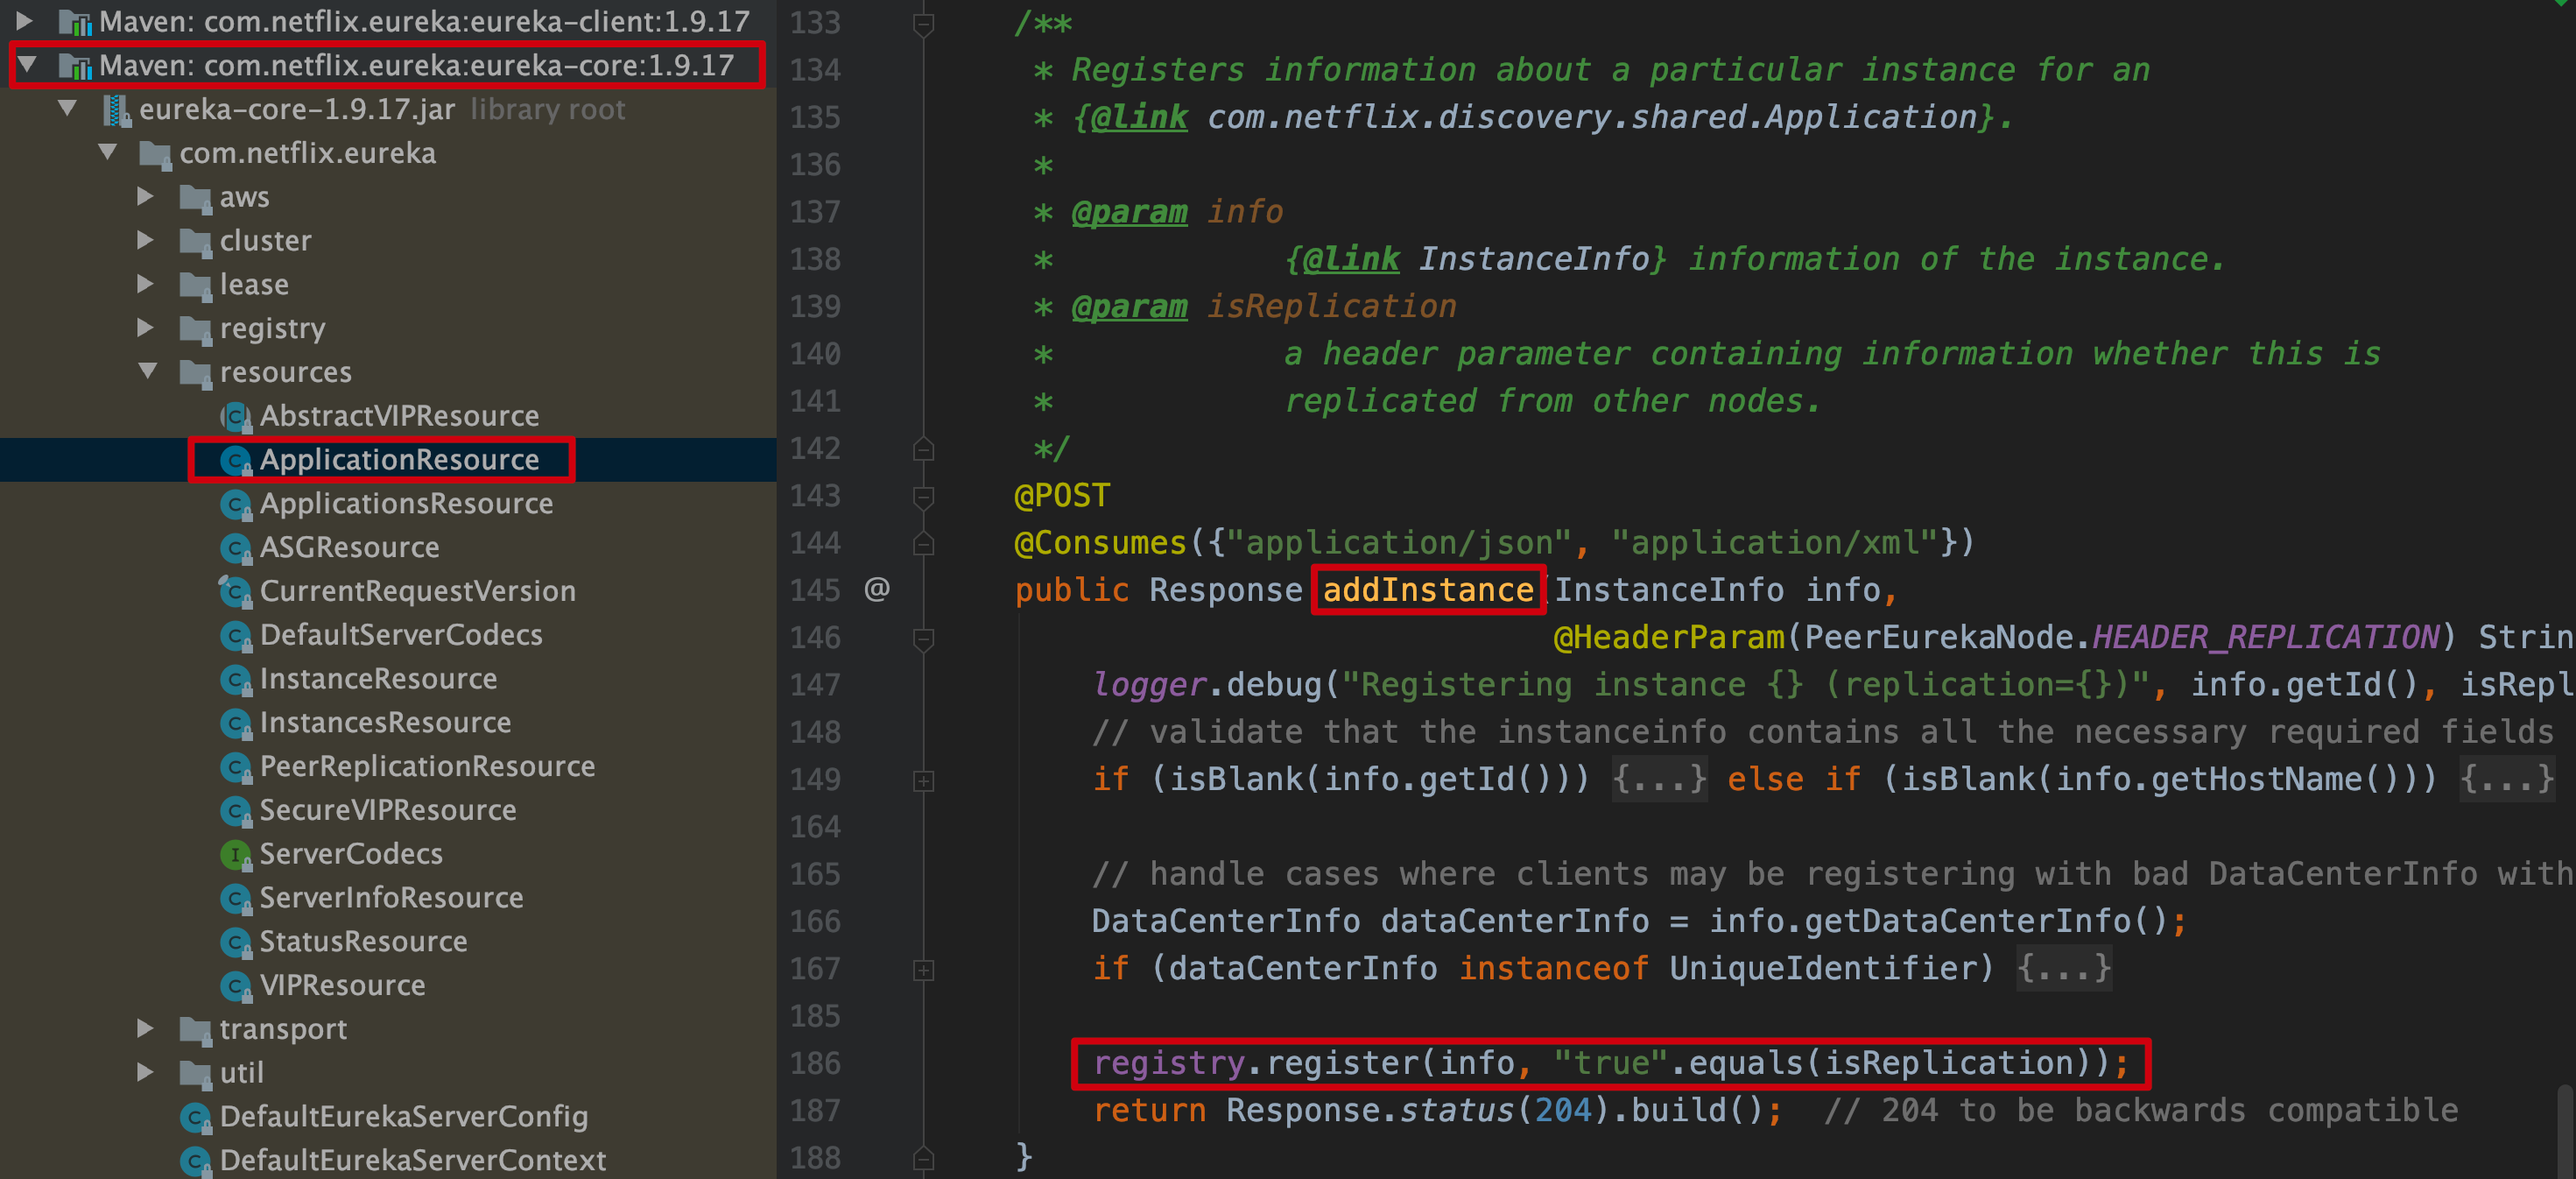 Maven: com.netflix.eureka:eureka-client:1.9.17
Maven: com.netflix.eureka:eureka-core:1.9.17
eureka-core-1.9.17.jar library root
com.netflix.eureka
aws
cluster
lease
registry
resources
AbstractVIPResource
ApplicationResource
ApplicationsResource
ASGResource
CurrentRequestVersion
DefaultServerCodecs
InstanceResource
InstancesResource
PeerReplicationResource
SecureVIPResource
ServerCodecs
ServerInfoResource
StatusResource
VIPResource
transport
util
DefaultEurekaServerConfig
DefaultEurekaServerContext
133 /**
134 * Registers information about a particular instance for an
135 * {@link com.netflix.discovery.shared.Application}.
136 *
137 * @param info
138 * {@link InstanceInfo} information of the instance.
139 * @param isReplication
140 * a header parameter containing information whether this is
141 * replicated from other nodes.
142 */
143 @POST
144 @Consumes({"application/json", "application/xml"})
145 @ public Response addInstance(InstanceInfo info,
146 @HeaderParam(PeerEurekaNode.HEADER_REPLICATION) Strin
147 logger.debug("Registering instance {} (replication={})", info.getId(), isRepl
148 // validate that the instanceinfo contains all the necessary required fields
149 if (isBlank(info.getId())) {...} else if (isBlank(info.getHostName())) {...}
164
165 // handle cases where clients may be registering with bad DataCenterInfo with
166 DataCenterInfo dataCenterInfo = info.getDataCenterInfo();
167 if (dataCenterInfo instanceof UniqueIdentifier) {...}
185
186 registry.register(info, "true".equals(isReplication));
187 return Response.status(204).build(); // 204 to be backwards compatible
188 }